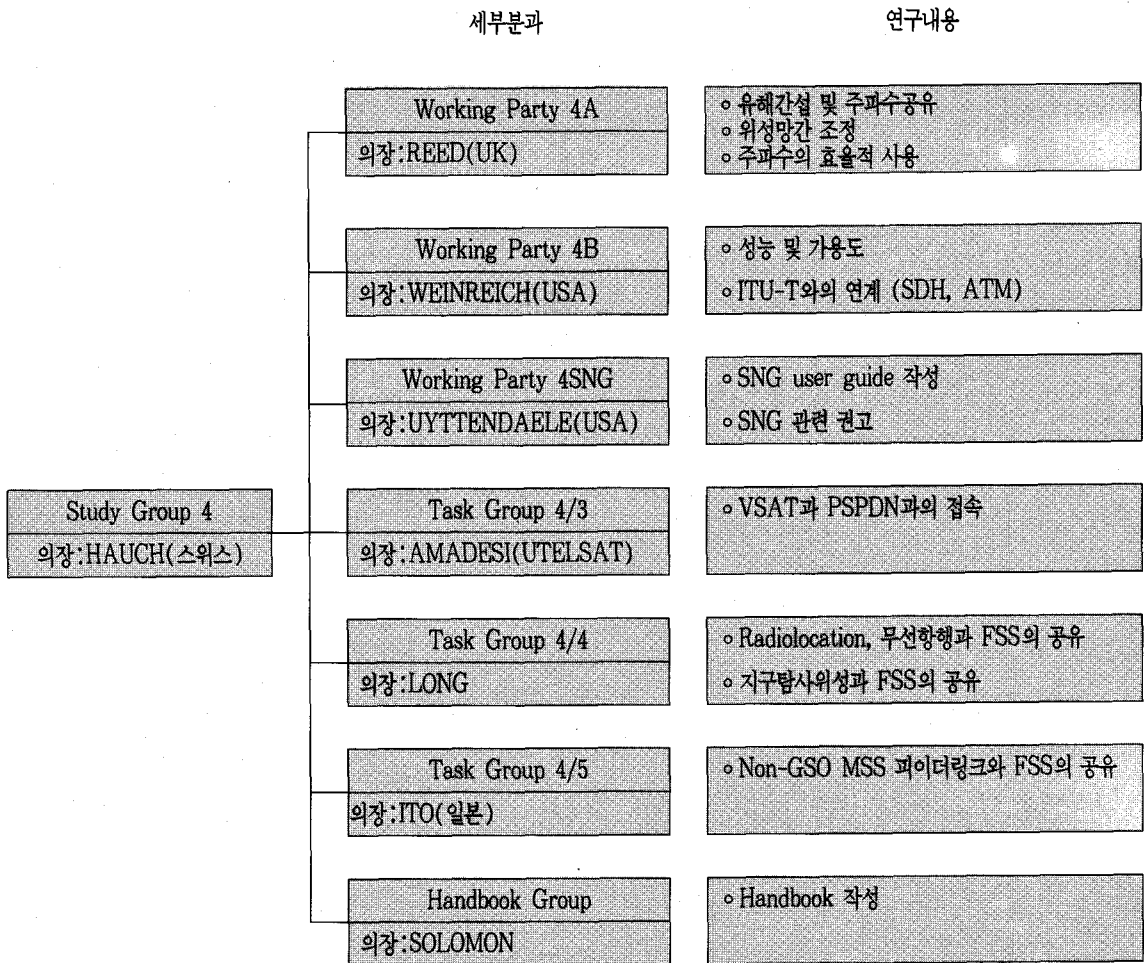 세부분과
연구내용
Working Party 4A
의장:REED(UK)
∘ 유해간섭 및 주파수공유
∘ 위성망간 조정
∘ 주파수의 효율적 사용
Working Party 4B
의장:WEINREICH(USA)
∘ 성능 및 가용도
∘ ITU-T와의 연계 (SDH, ATM)
Working Party 4SNG
의장:UYTTENDAELE(USA)
∘ SNG user guide 작성
∘ SNG 관련 권고
Study Group 4
의장:HAUCH(스위스)
Task Group 4/3
의장:AMADESI(UTELSAT)
∘ VSAT과 PSPDN과의 접속
Task Group 4/4
의장:LONG
∘ Radiolocation, 무선항행과 FSS의 공유
∘ 지구탐사위성과 FSS의 공유
Task Group 4/5
의장:ITO(일본)
∘ Non-GSO MSS 피이더링크와 FSS의 공유
Handbook Group
의장:SOLOMON
∘ Handbook 작성